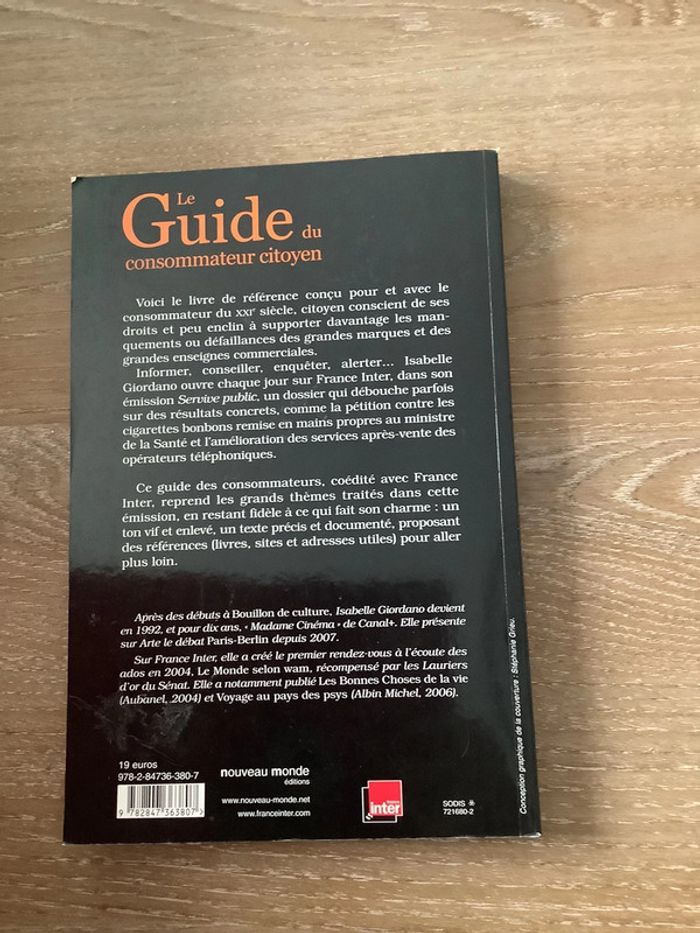 Le
Guide du
consommateur citoyen
Voici le livre de référence conçu pour et avec le
consommateur du XXIe siècle, citoyen conscient de ses
droits et peu enclin à supporter davantage les man-
quements ou défaillances des grandes marques et des
grandes enseignes commerciales.
Informer, conseiller, enquêter, alerter... Isabelle
Giordano ouvre chaque jour sur France Inter, dans son
émission Servive public, un dossier qui débouche parfois
sur des résultats concrets, comme la pétition contre les
cigarettes bonbons remise en mains propres au ministre
de la Santé et l'amélioration des services après-vente des
opérateurs téléphoniques.
Ce guide des consommateurs, coédité avec France
Inter, reprend les grands thèmes traités dans cette
émission, en restant fidèle à ce qui fait son charme : un
ton vif et enlevé, un texte précis et documenté, proposant
des références (livres, sites et adresses utiles) pour aller
plus loin.
Après des débuts à Bouillon de culture, Isabelle Giordano devient
en 1992, et pour dix ans, « Madame Cinéma » de Canal+. Elle présente
sur Arte le débat Paris-Berlin depuis 2007.
Sur France Inter, elle a créé le premier rendez-vous à l'écoute des
ados en 2004, Le Monde selon wam, récompensé par les Lauriers
d'or du Sénat. Elle a notamment publié Les Bonnes Choses de la vie
(Aubanel, 2004) et Voyage au pays des psys (Albin Michel, 2006).
19 euros
978-2-84736-380-7
9 782847 363807>
nouveau monde
éditions
www.nouveau-monde.net
www.franceinter.com
france
inter
SODIS
721680-2
Conception graphique de la couverture : Stéphanie Grieu.